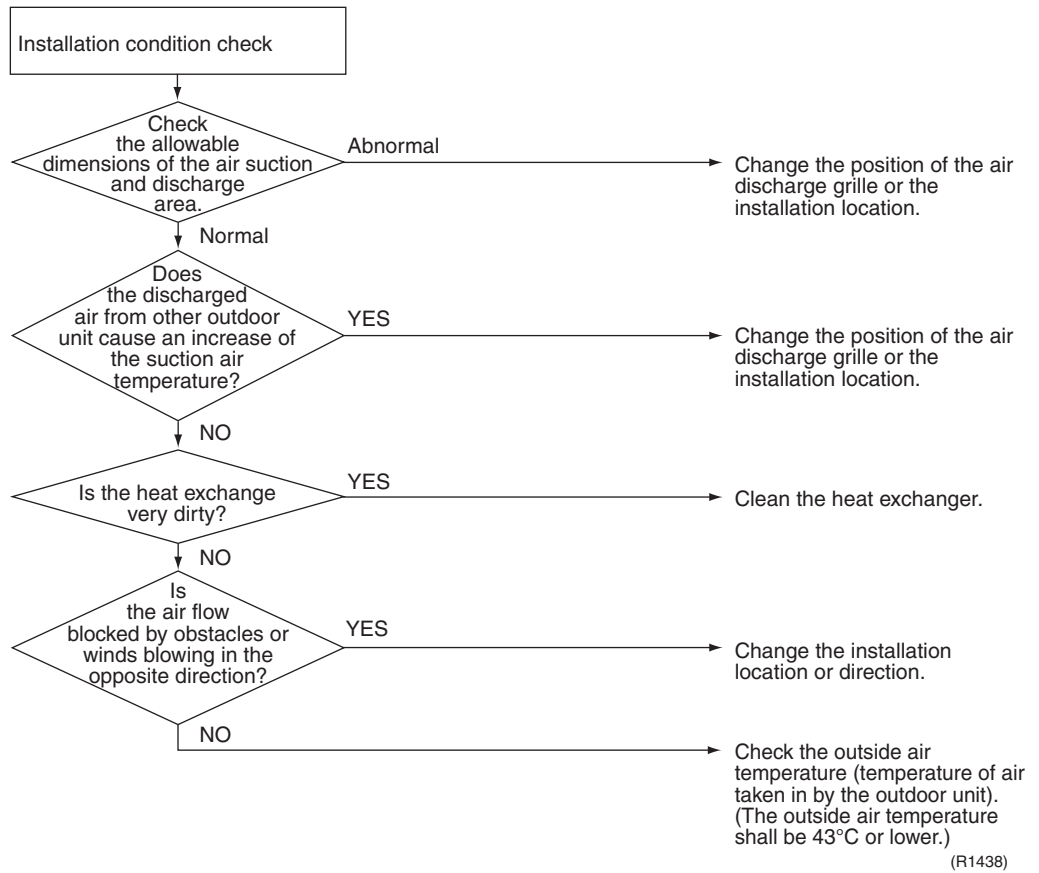 Installation condition check
Check
the allowable
dimensions of the air suction
and discharge
area.
Abnormal
Change the position of the air
discharge grille or the
installation location.
Normal
Does
the discharged
air from other outdoor
unit cause an increase of
the suction air
temperature?
YES
Change the position of the air
discharge grille or the
installation location.
NO
Is the heat exchange
very dirty?
YES
Clean the heat exchanger.
NO
Is
the air flow
blocked by obstacles or
winds blowing in the
opposite direction?
YES
Change the installation
location or direction.
NO
Check the outside air
temperature (temperature of air
taken in by the outdoor unit).
(The outside air temperature
shall be 43°C or lower.)
(R1438)